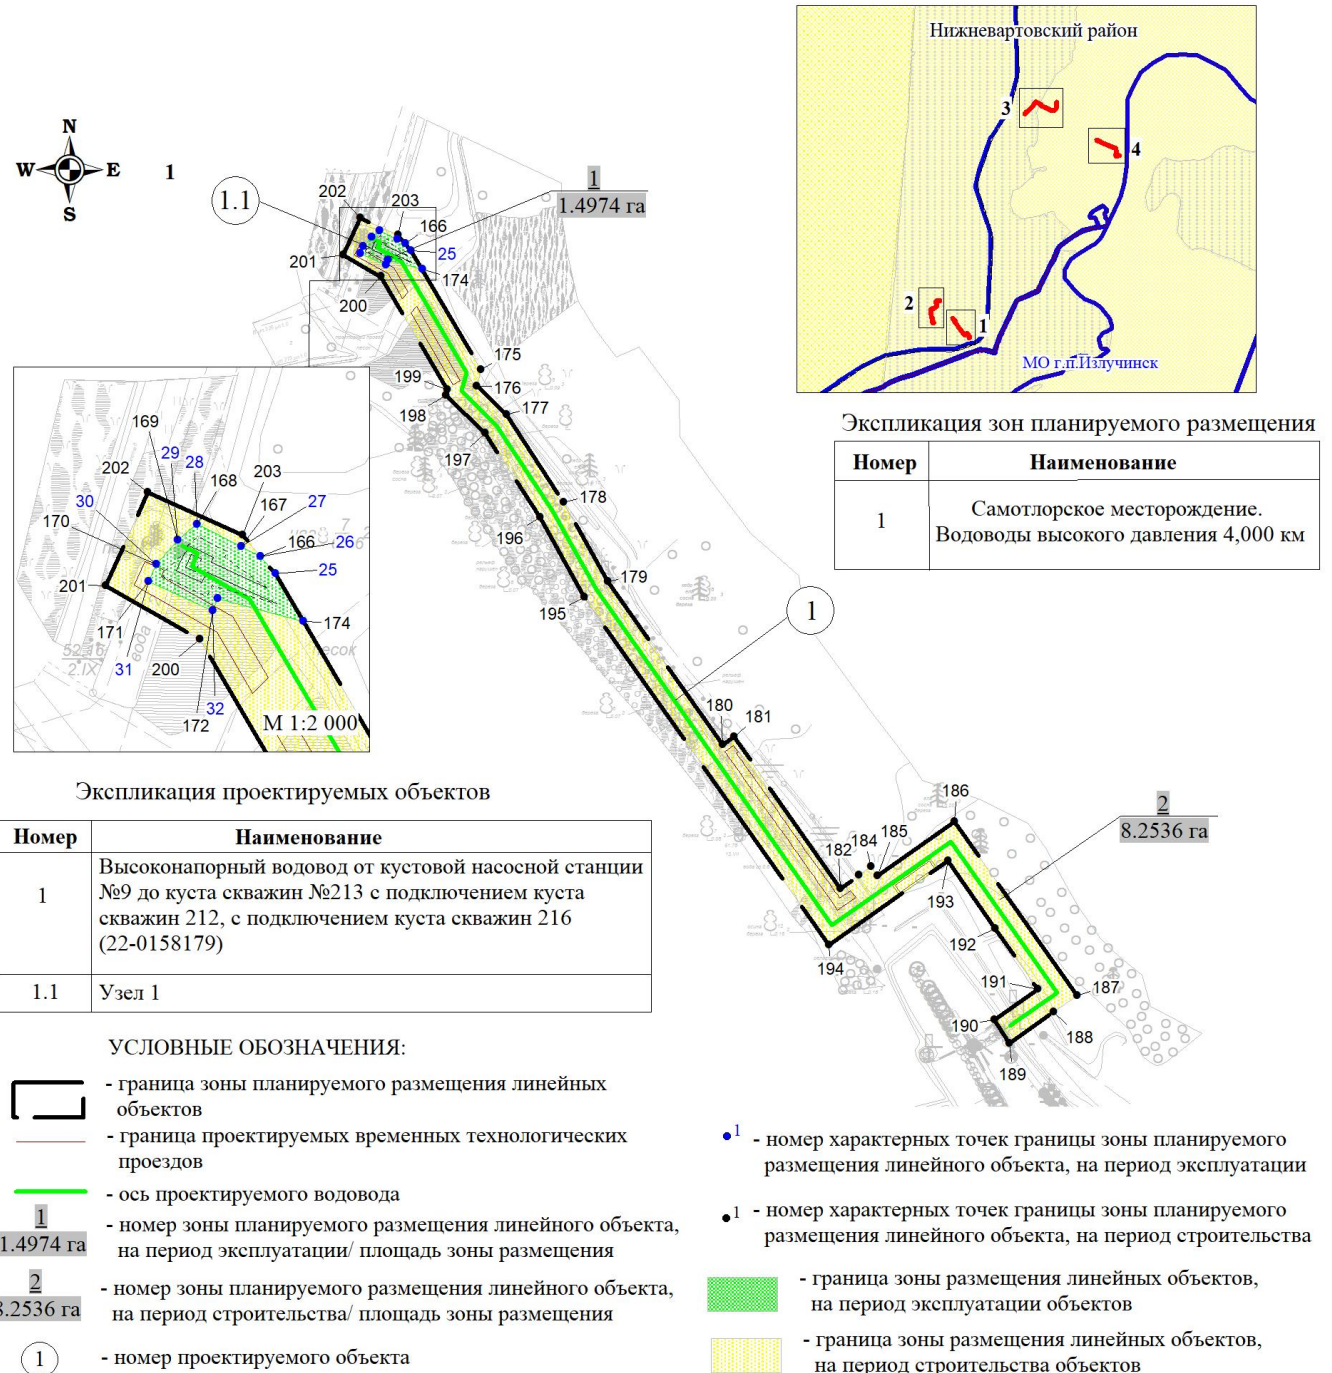 Нижневартовский район
3
4
2
1
МО г.п.Излучинск
N
W E
S
1
1.1
1
1.4974 га
202
203
166
25
201
174
200
175
199
176
198
177
197
178
196
179
195
1
180
181
186
2
8.2536 га
182
184
185
193
192
194
191
187
190
188
189
169
29
28
202
168
203
167
27
30
170
166
26
25
201
171
174
200
31
32
172
вода
песок
М 1:2 000
Экспликация зон планируемого размещения
Номер Наименование
1 Самотлорское месторождение.
Водоводы высокого давления 4,000 км
Экспликация проектируемых объектов
Номер Наименование
Высоконапорный водовод от кустовой насосной станции
1 №9 до куста скважин №213 с подключением куста
скважин 212, с подключением куста скважин 216
(22-0158179)
1.1 Узел 1
УСЛОВНЫЕ ОБОЗНАЧЕНИЯ:
- граница зоны планируемого размещения линейных
объектов
- граница проектируемых временных технологических
проездов
- ось проектируемого водовода
1
1.4974 га
- номер зоны планируемого размещения линейного объекта,
на период эксплуатации/ площадь зоны размещения
2
8.2536 га
- номер зоны планируемого размещения линейного объекта,
на период строительства/ площадь зоны размещения
1 - номер проектируемого объекта
1 - номер характерных точек границы зоны планируемого
размещения линейного объекта, на период эксплуатации
1 - номер характерных точек границы зоны планируемого
размещения линейного объекта, на период строительства
- граница зоны размещения линейных объектов,
на период эксплуатации объектов
- граница зоны размещения линейных объектов,
на период строительства объектов